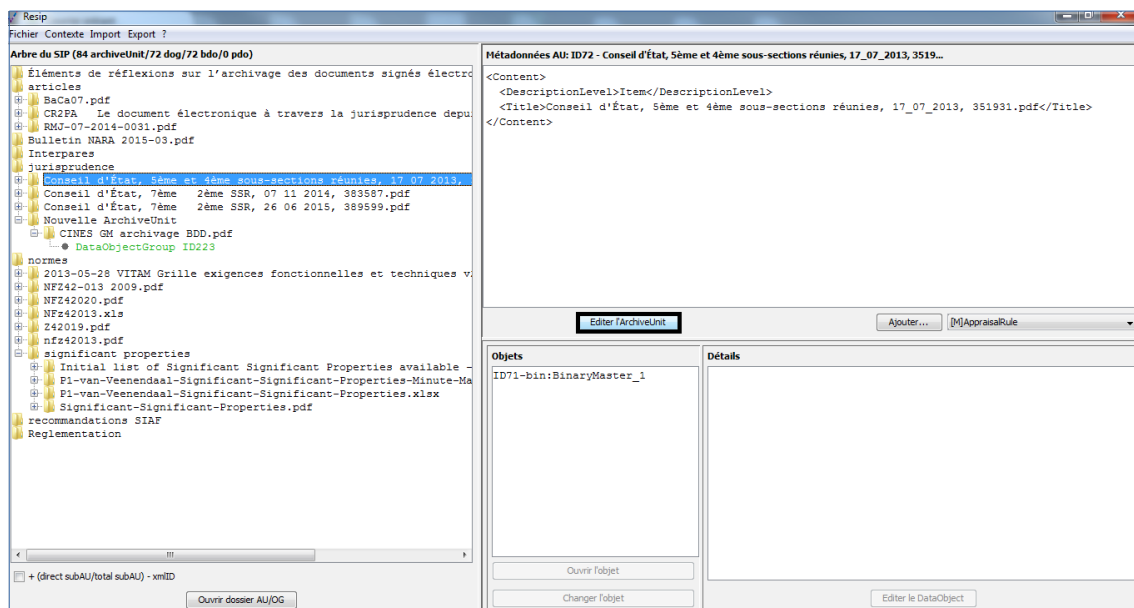 Resip
Fichier Contexte Import Export ?
Arbre du SIP (84 archiveUnit/72 dog/72 bdo/0 pdo)
Éléments de réflexions sur l'archivage des documents signés électro
articles
BaCa07.pdf
CR2PA Le document électronique à travers la jurisprudence depu
RMJ-07-2014-0031.pdf
Bulletin NARA 2015-03.pdf
Interpares
jurisprudence
Conseil d'État, 5ème et 4ème sous-sections réunies, 17 07 2013,
Conseil d'État, 7ème 2ème SSR, 07 11 2014, 383587.pdf
Conseil d'État, 7ème 2ème SSR, 26 06 2015, 389599.pdf
Nouvelle ArchiveUnit
CINES GM archivage BDD.pdf
DataObjectGroup ID223
normes
2013-05-28 VITAM Grille exigences fonctionnelles et techniques v
NFZ42-013 2009.pdf
NFZ42020.pdf
NFz42013.xls
Z42019.pdf
nfz42013.pdf
significant properties
Initial list of Significant Significant Properties available -
P1-van-Veenendaal-Significant-Significant-Properties-Minute-Ma
P1-van-Veenendaal-Significant-Significant-Properties.xlsx
Significant-Significant-Properties.pdf
recommandations SIAF
Reglementation
+ (direct subAU/total subAU) - xmlID
Ouvrir dossier AU/OG
Métadonnées AU: ID72 - Conseil d'État, 5ème et 4ème sous-sections réunies, 17_07_2013, 3519...
<Content>
<DescriptionLevel>Item</DescriptionLevel>
<Title>Conseil d'État, 5ème et 4ème sous-sections réunies, 17_07_2013, 351931.pdf</Title>
</Content>
Editer l'ArchiveUnit
Ajouter...
[M]AppraisalRule
Objets
ID71-bin:BinaryMaster_1
Ouvrir l'objet
Changer l'objet
Détails
Editer le DataObject